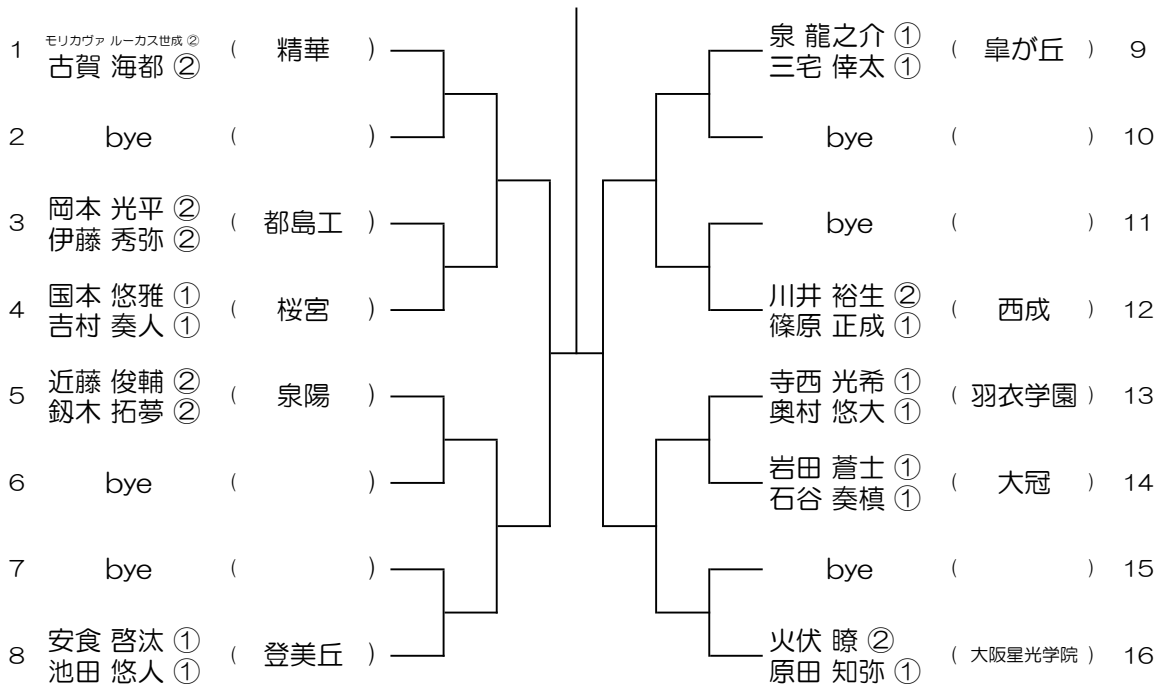 1 モリカヴァ ルーカス世成 ② ( 精華 )
古賀 海都 ②
2 bye ( )
3 岡本 光平 ② ( 都島工 )
伊藤 秀弥 ②
4 国本 悠雅 ① ( 桜宮 )
吉村 奏人 ①
5 近藤 俊輔 ② ( 泉陽 )
釼木 拓夢 ②
6 bye ( )
7 bye ( )
8 安食 啓汰 ① ( 登美丘 )
池田 悠人 ①
泉 龍之介 ① ( 皐が丘 ) 9
三宅 倖太 ①
bye ( ) 10
bye ( ) 11
川井 裕生 ② ( 西成 ) 12
篠原 正成 ①
寺西 光希 ① ( 羽衣学園 ) 13
奥村 悠大 ①
岩田 蒼士 ① ( 大冠 ) 14
石谷 奏槙 ①
bye ( ) 15
火伏 瞭 ② ( 大阪星光学院 ) 16
原田 知弥 ①